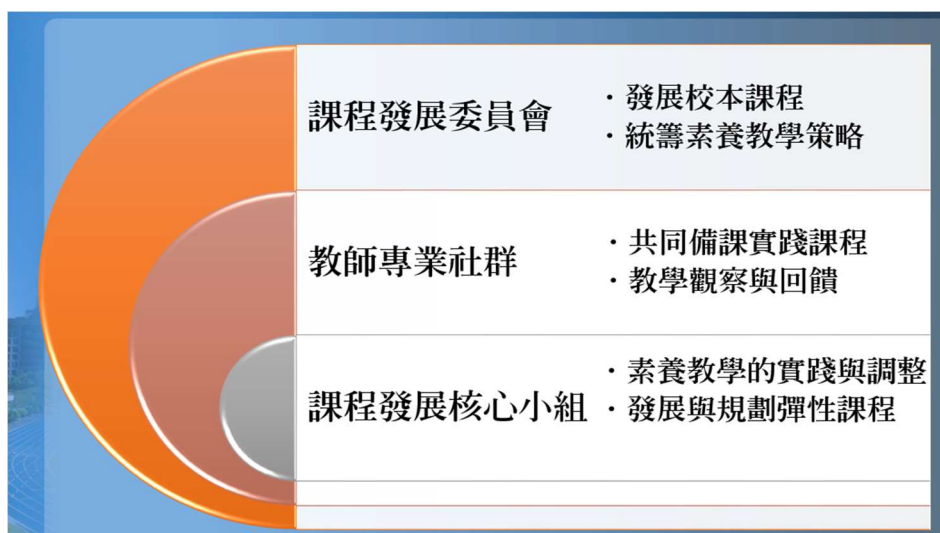 課程發展委員會
・發展校本課程
・統籌素養教學策略
教師專業社群
・共同備課實踐課程
・教學觀察與回饋
課程發展核心小組
・素養教學的實踐與調整
・發展與規劃彈性課程